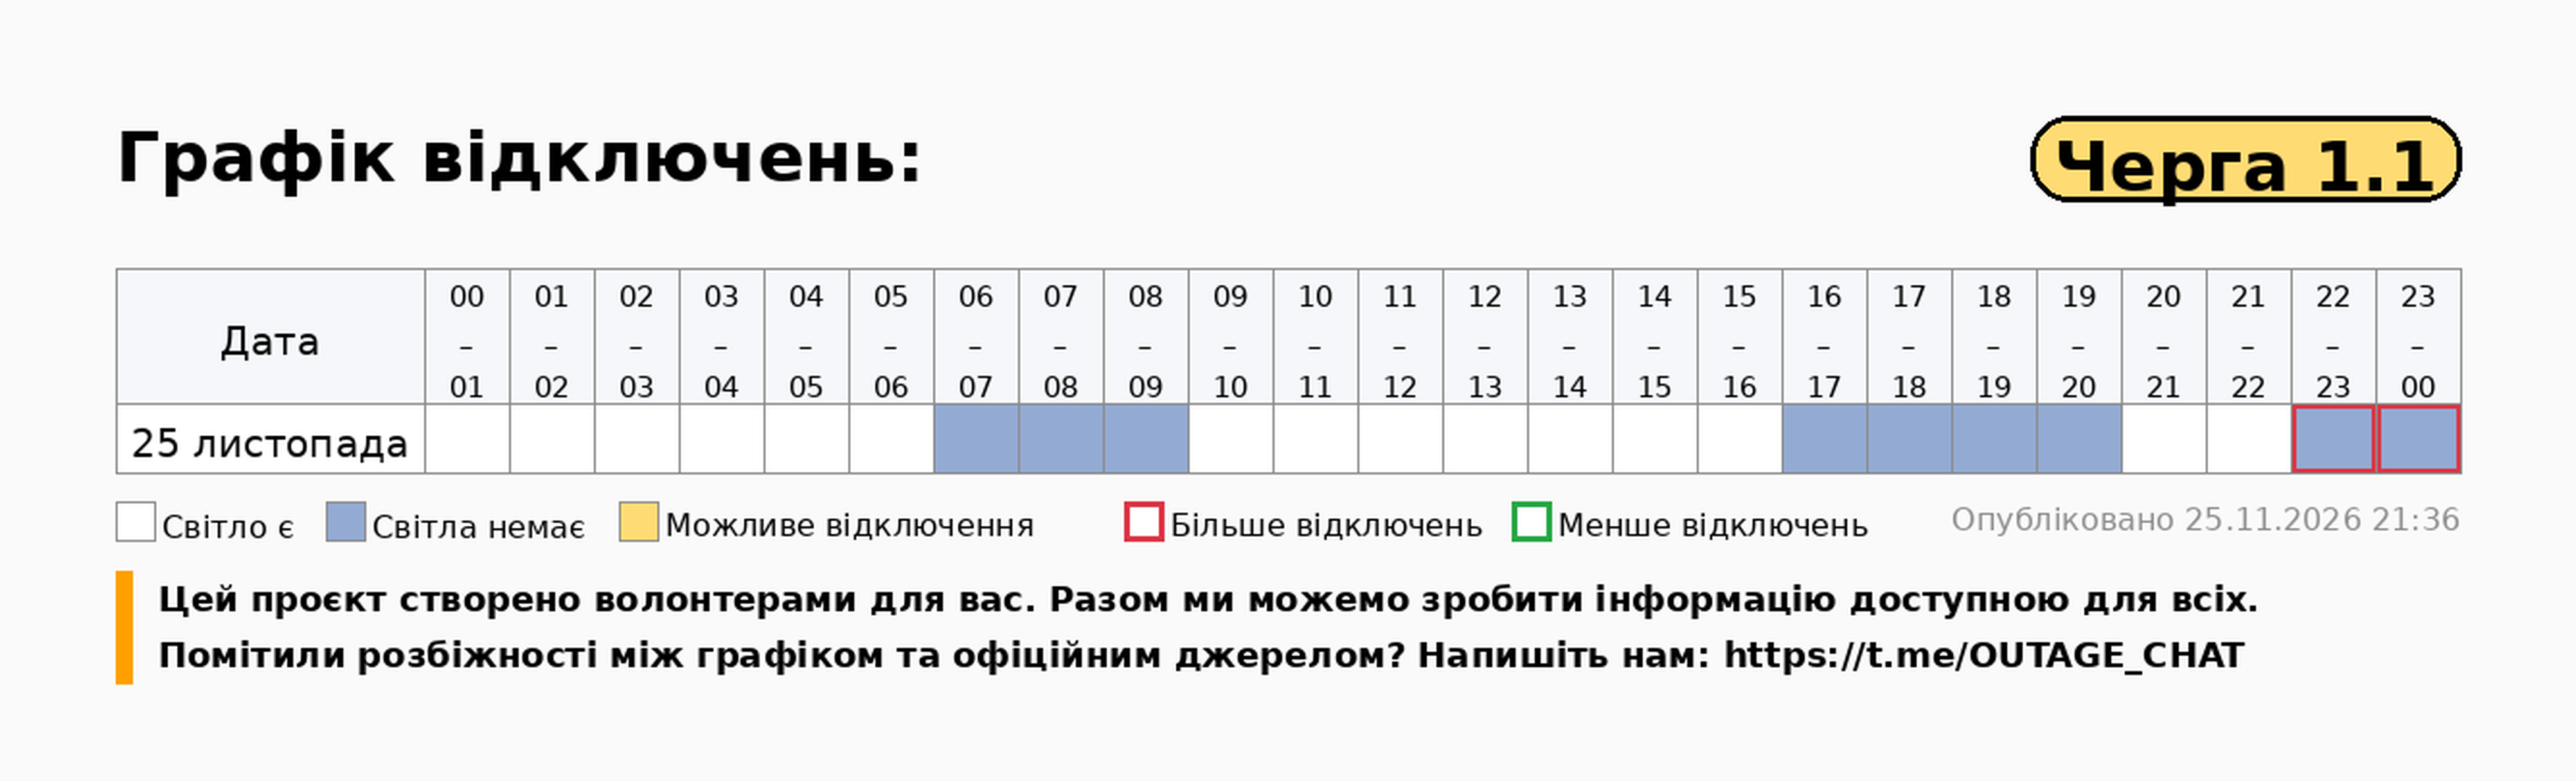 Графік відключень:
Черга 1.1
Дата 00 – 01 01 – 02 02 – 03 03 – 04 04 – 05 05 – 06 06 – 07 07 – 08 08 – 09 09 – 10 10 – 11 11 – 12 12 – 13 13 – 14 14 – 15 15 – 16 16 – 17 17 – 18 18 – 19 19 – 20 20 – 21 21 – 22 22 – 23 23 – 00
25 листопада
Світло є Світла немає Можливе відключення Більше відключень Менше відключень Опубліковано 25.11.2026 21:36
Цей проєкт створено волонтерами для вас. Разом ми можемо зробити інформацію доступною для всіх.
Помітили розбіжності між графіком та офіційним джерелом? Напишіть нам: https://t.me/OUTAGE_CHAT